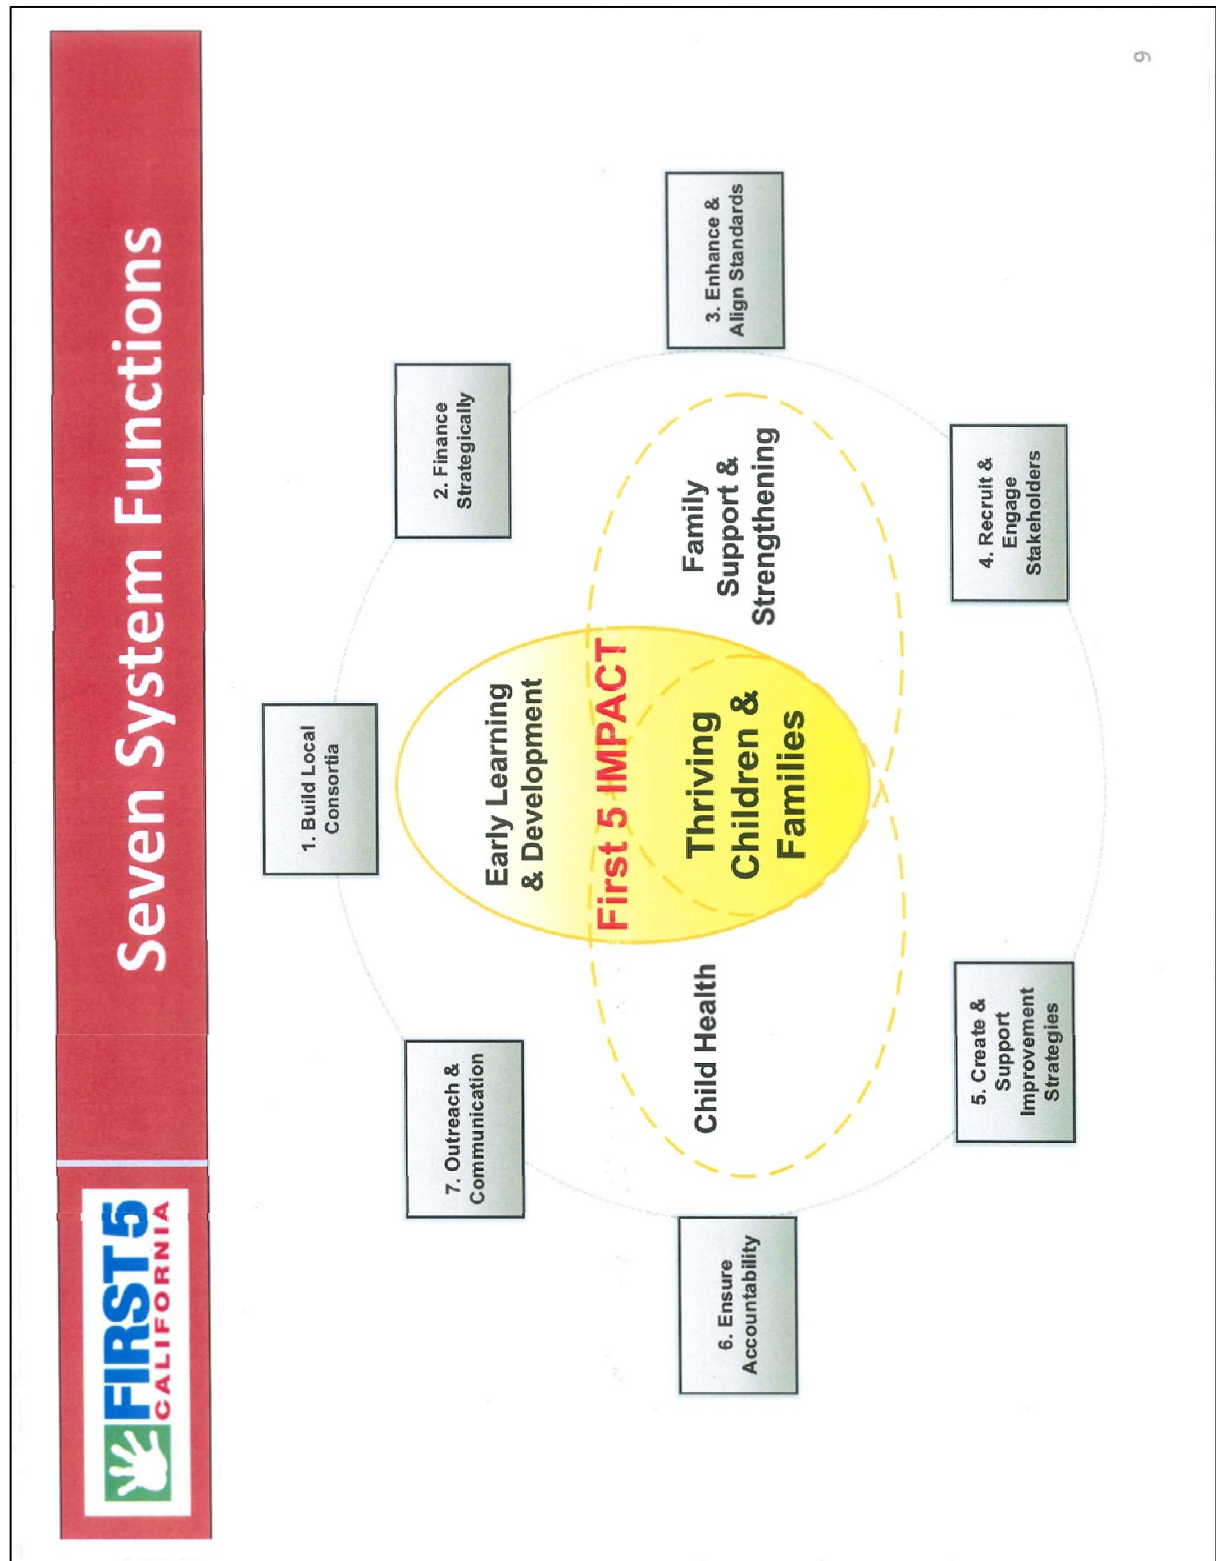 FIRST 5
CALIFORNIA
Seven System Functions
1. Build Local
Consortia
2. Finance
Strategically
3. Enhance &
Align Standards
4. Recruit &
Engage
Stakeholders
5. Create &
Support
Improvement
Strategies
6. Ensure
Accountability
7. Outreach &
Communication
Early Learning
& Development
First 5 IMPACT
Thriving
Children &
Families
Child Health
Family
Support &
Strengthening
9